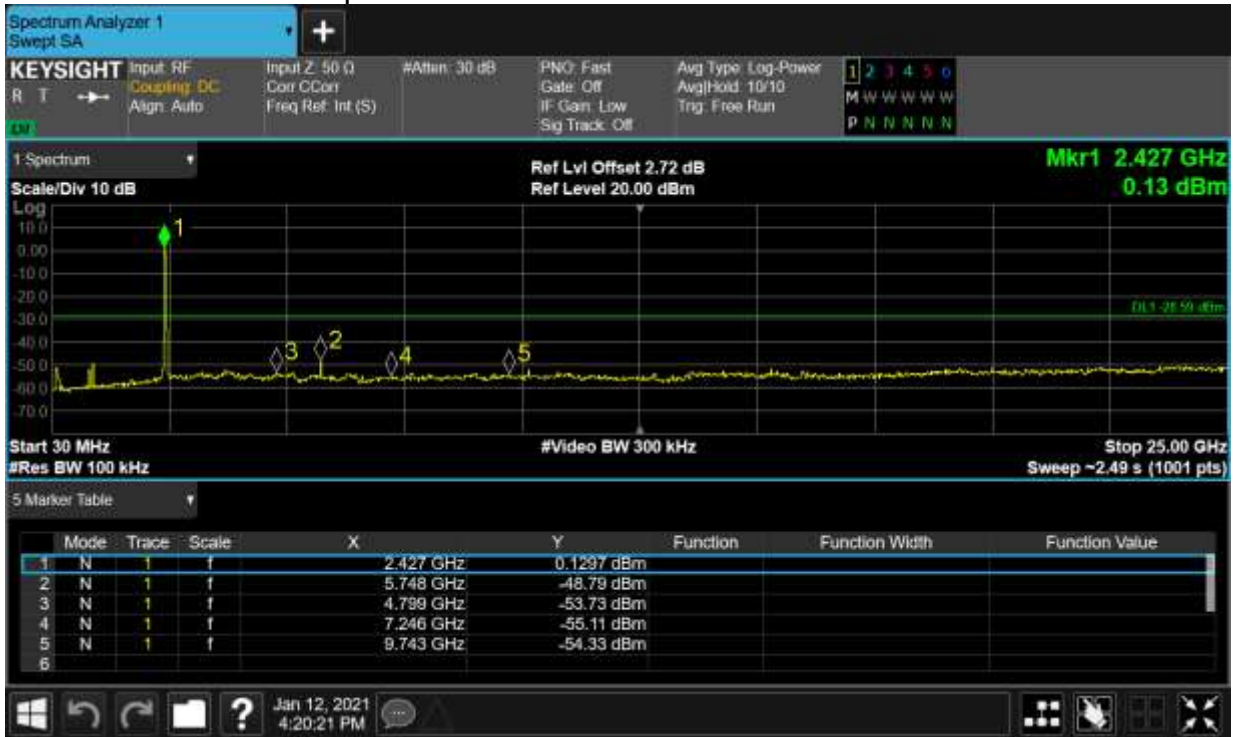 Spectrum Analyzer 1
Swept SA
+
KEYSIGHT Input: RF Input Z: 50 Ω #Atten: 30 dB PNO: Fast Avg Type: Log-Power 1 2 3 4 5 6
R T Coupling: DC Corr CCorr Gate: Off Avg|Hold: 10/10 M W W W W W
Align: Auto Freq Ref: Int (S) IF Gain: Low Trig: Free Run P N N N N N
Sig Track: Off
1 Spectrum Ref Lvl Offset 2.72 dB Mkr1 2.427 GHz
Scale/Div 10 dB Ref Level 20.00 dBm 0.13 dBm
Log
10.0
0.00
-10.0
-20.0
DL1 -28.59 dBm
-30.0
-40.0
-50.0
-60.0
-70.0
1
3 2 4 5
Start 30 MHz #Video BW 300 kHz Stop 25.00 GHz
#Res BW 100 kHz Sweep ~2.49 s (1001 pts)
5 Marker Table
Mode Trace Scale X Y Function Function Width Function Value
1 N 1 f 2.427 GHz 0.1297 dBm
2 N 1 f 5.748 GHz -48.79 dBm
3 N 1 f 4.799 GHz -53.73 dBm
4 N 1 f 7.246 GHz -55.11 dBm
5 N 1 f 9.743 GHz -54.33 dBm
6
? Jan 12, 2021
4:20:21 PM